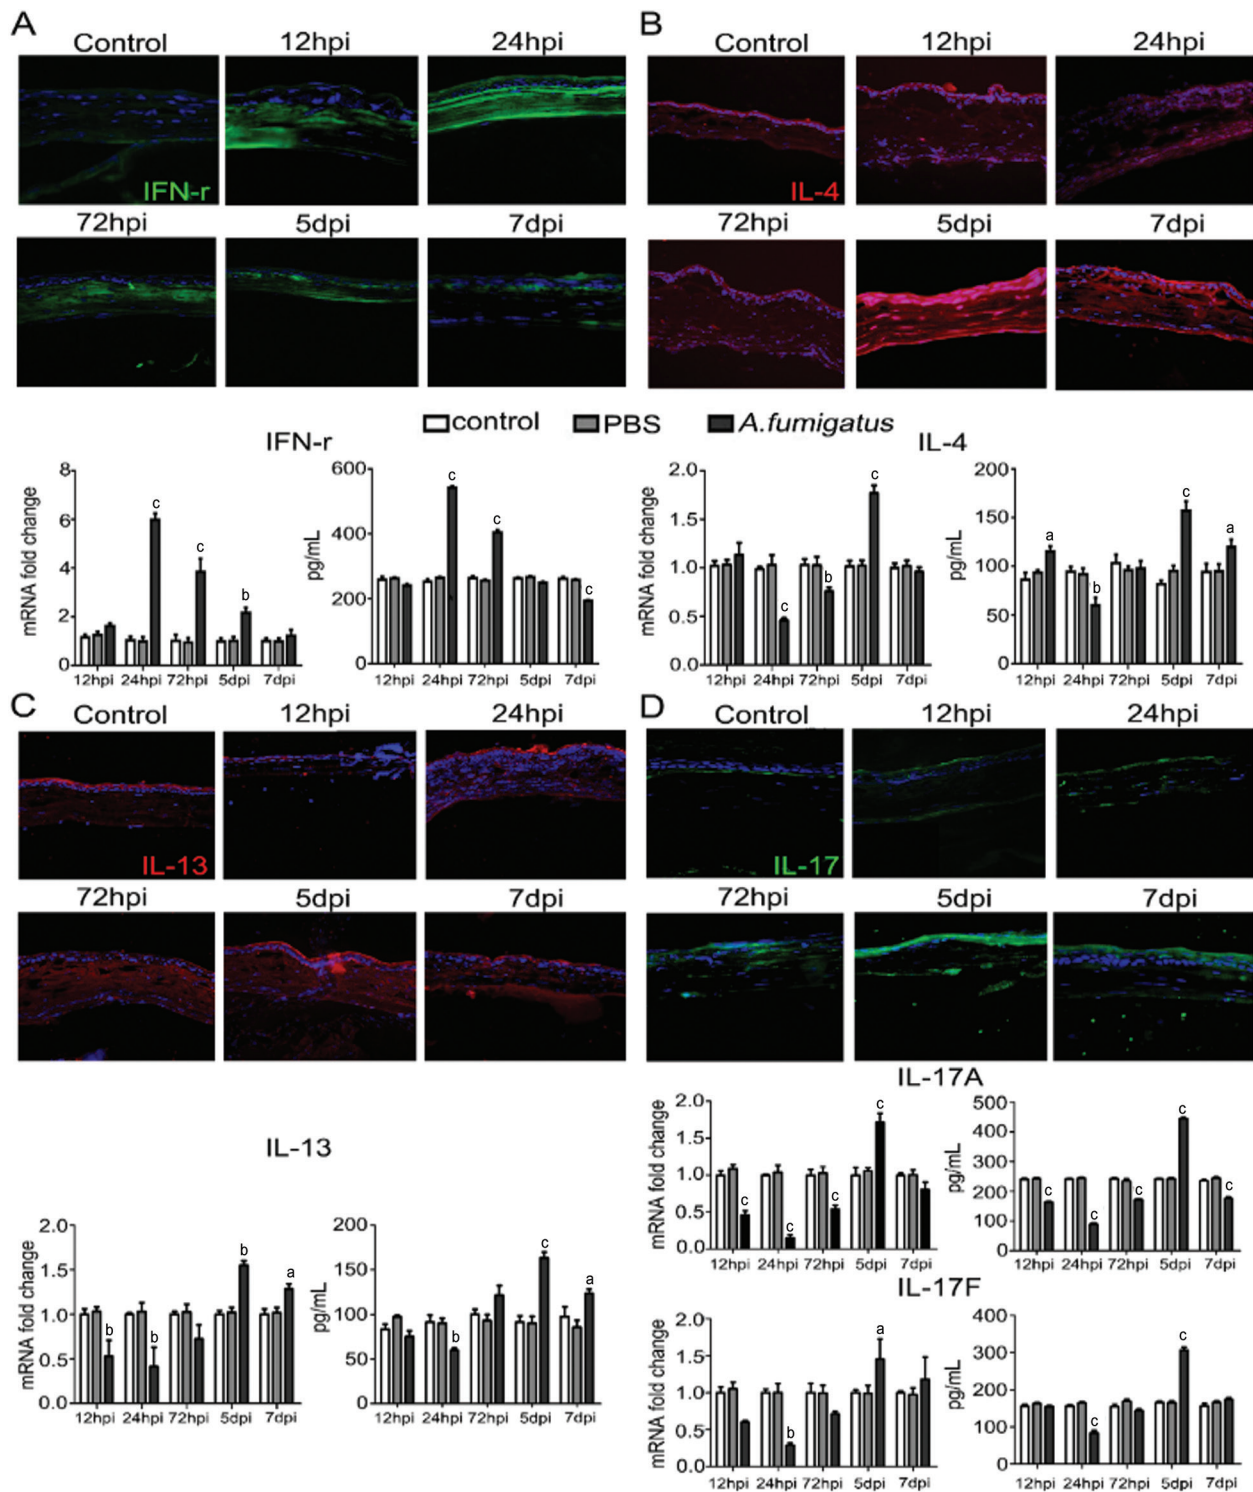 A
Control 12hpi 24hpi
IFN-r
72hpi 5dpi 7dpi
B
Control 12hpi 24hpi
IL-4
72hpi 5dpi 7dpi
control PBS A.fumigatus
IFN-r
mRNA fold change
8
6
4
2
0
c
c
b
12hpi 24hpi 72hpi 5dpi 7dpi
pg/mL
600
400
200
0
c
c
c
12hpi 24hpi 72hpi 5dpi 7dpi
IL-4
mRNA fold change
2.0
1.5
1.0
0.5
0.0
c
b
c
12hpi 24hpi 72hpi 5dpi 7dpi
pg/mL
200
150
100
50
0
a
b
c
a
12hpi 24hpi 72hpi 5dpi 7dpi
C
Control 12hpi 24hpi
IL-13
72hpi 5dpi 7dpi
IL-13
mRNA fold change
2.0
1.5
1.0
0.5
0.0
b
b
b
a
12hpi 24hpi 72hpi 5dpi 7dpi
pg/mL
200
150
100
50
0
b
c
a
12hpi 24hpi 72hpi 5dpi 7dpi
D
Control 12hpi 24hpi
IL-17
72hpi 5dpi 7dpi
IL-17A
mRNA fold change
2.0
1.5
1.0
0.5
0.0
c
c
c
c
12hpi 24hpi 72hpi 5dpi 7dpi
pg/mL
500
400
300
200
100
0
c
c
c
c
c
12hpi 24hpi 72hpi 5dpi 7dpi
IL-17F
mRNA fold change
2.0
1.5
1.0
0.5
0.0
b
a
12hpi 24hpi 72hpi 5dpi 7dpi
pg/mL
400
300
200
100
0
c
c
12hpi 24hpi 72hpi 5dpi 7dpi